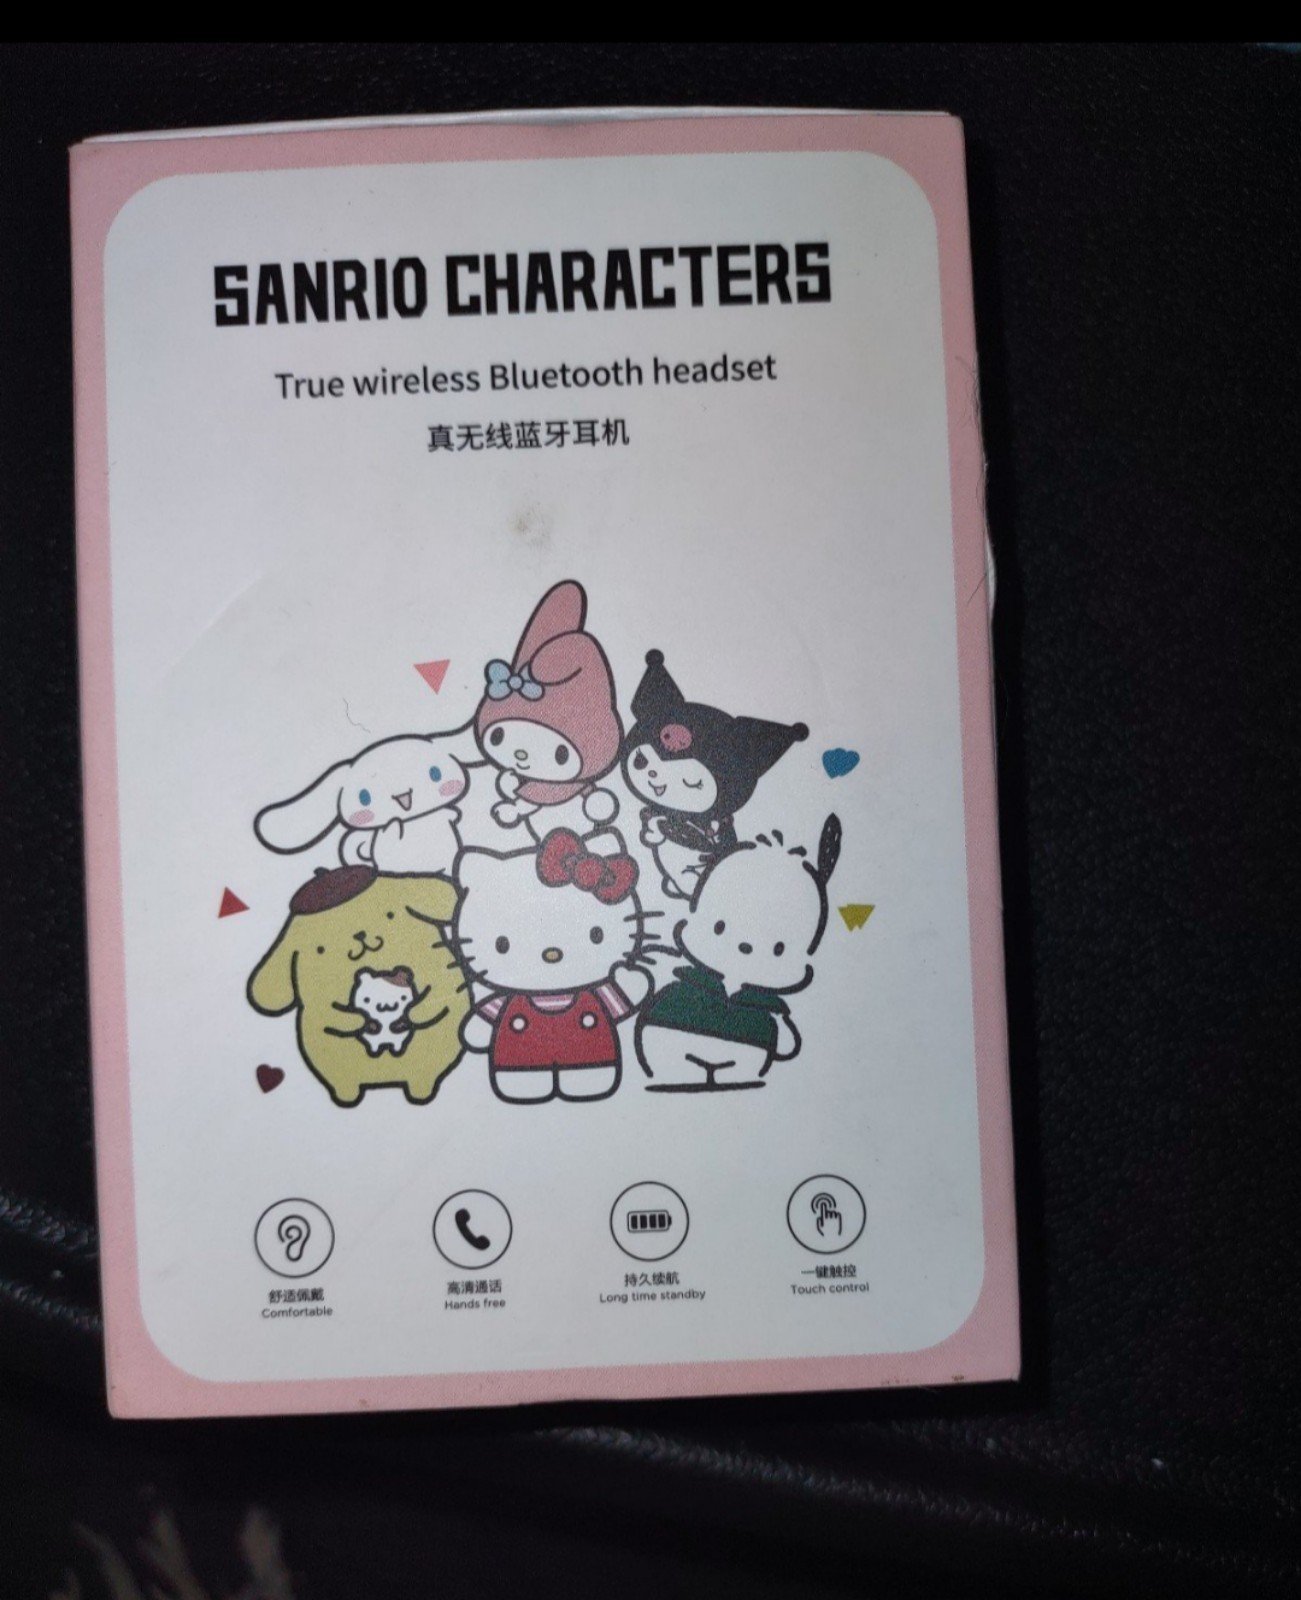 SANRIO CHARACTERS
True wireless Bluetooth headset
真无线蓝牙耳机
舒适佩戴
Comfortable
高清通话
Hands free
持久续航
Long time standby
一键触控
Touch control